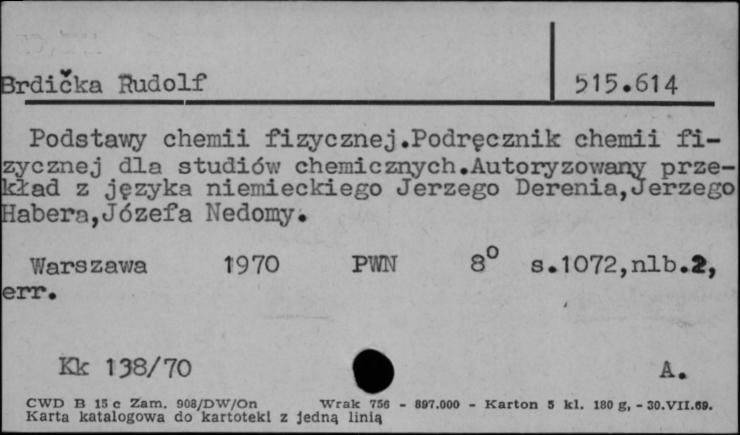 Brdička Rudolf 515.614
Podstawy chemii fizycznej.Podręcznik chemii fi-
zycznej dla studiów chemicznych.Autoryzowany prze-
kład z języka niemieckiego Jerzego Derenia,Jerzego
Habera,Józefa Nedomy.
Warszawa 1970 PWN 8° s.1072,nlb.2,
err.
Kk 138/70 A.
CWD B 15 c Zam. 908/DW/On Wrak 756 - 897.000 - Karton 5 kl. 180 g, - 30.VII.69.
Karta katalogowa do kartoteki z jedną linią